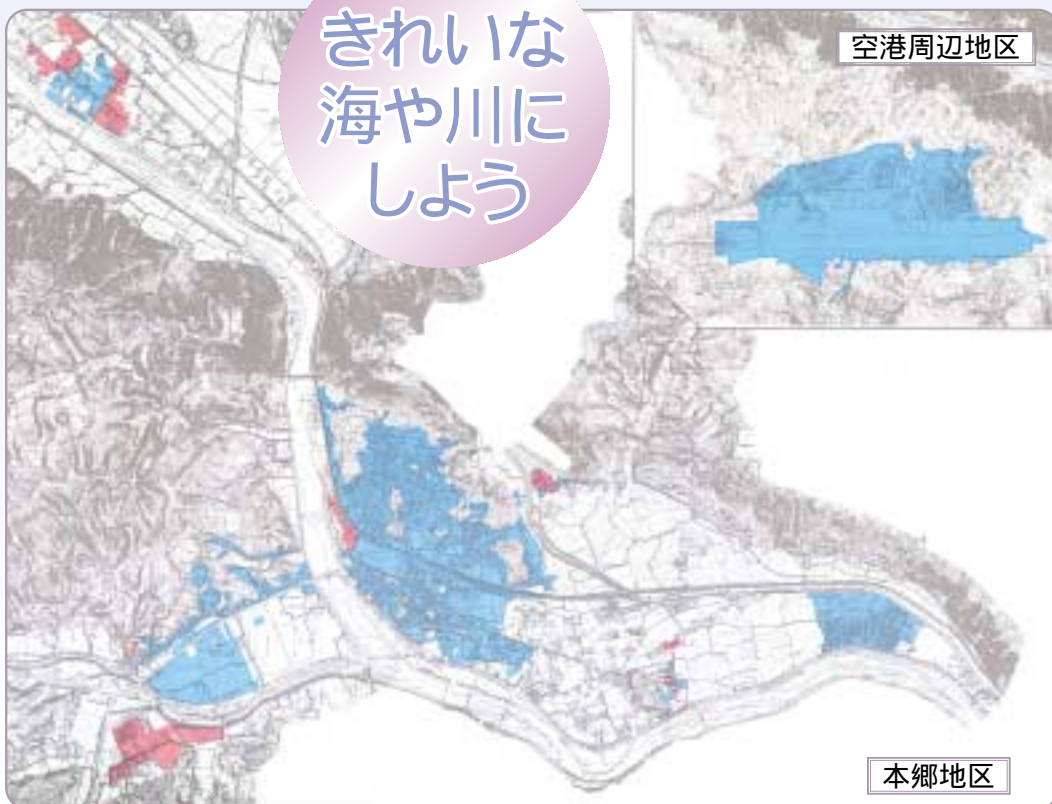 きれいな
海や川に
しよう
空港周辺地区
本郷地区